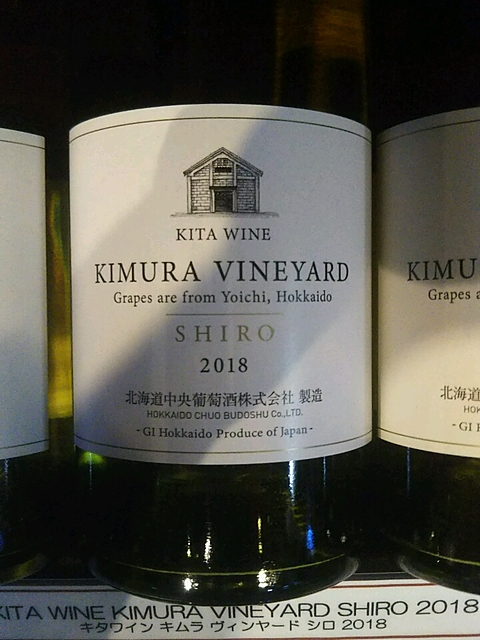 KITA WINE
KIMURA VINEYARD
Grapes are from Yoichi, Hokkaido
SHIRO
2018
北海道中央葡萄酒株式会社 製造
HOKKAIDO CHUO BUDOSHU Co.,LTD.
- GI Hokkaido Produce of Japan -
KIMU
Grapes a
北海道
HOK
- GI H
KITA WINE KIMURA VINEYARD SHIRO 2018
キタワイン キムラ ヴィンヤード シロ 2018